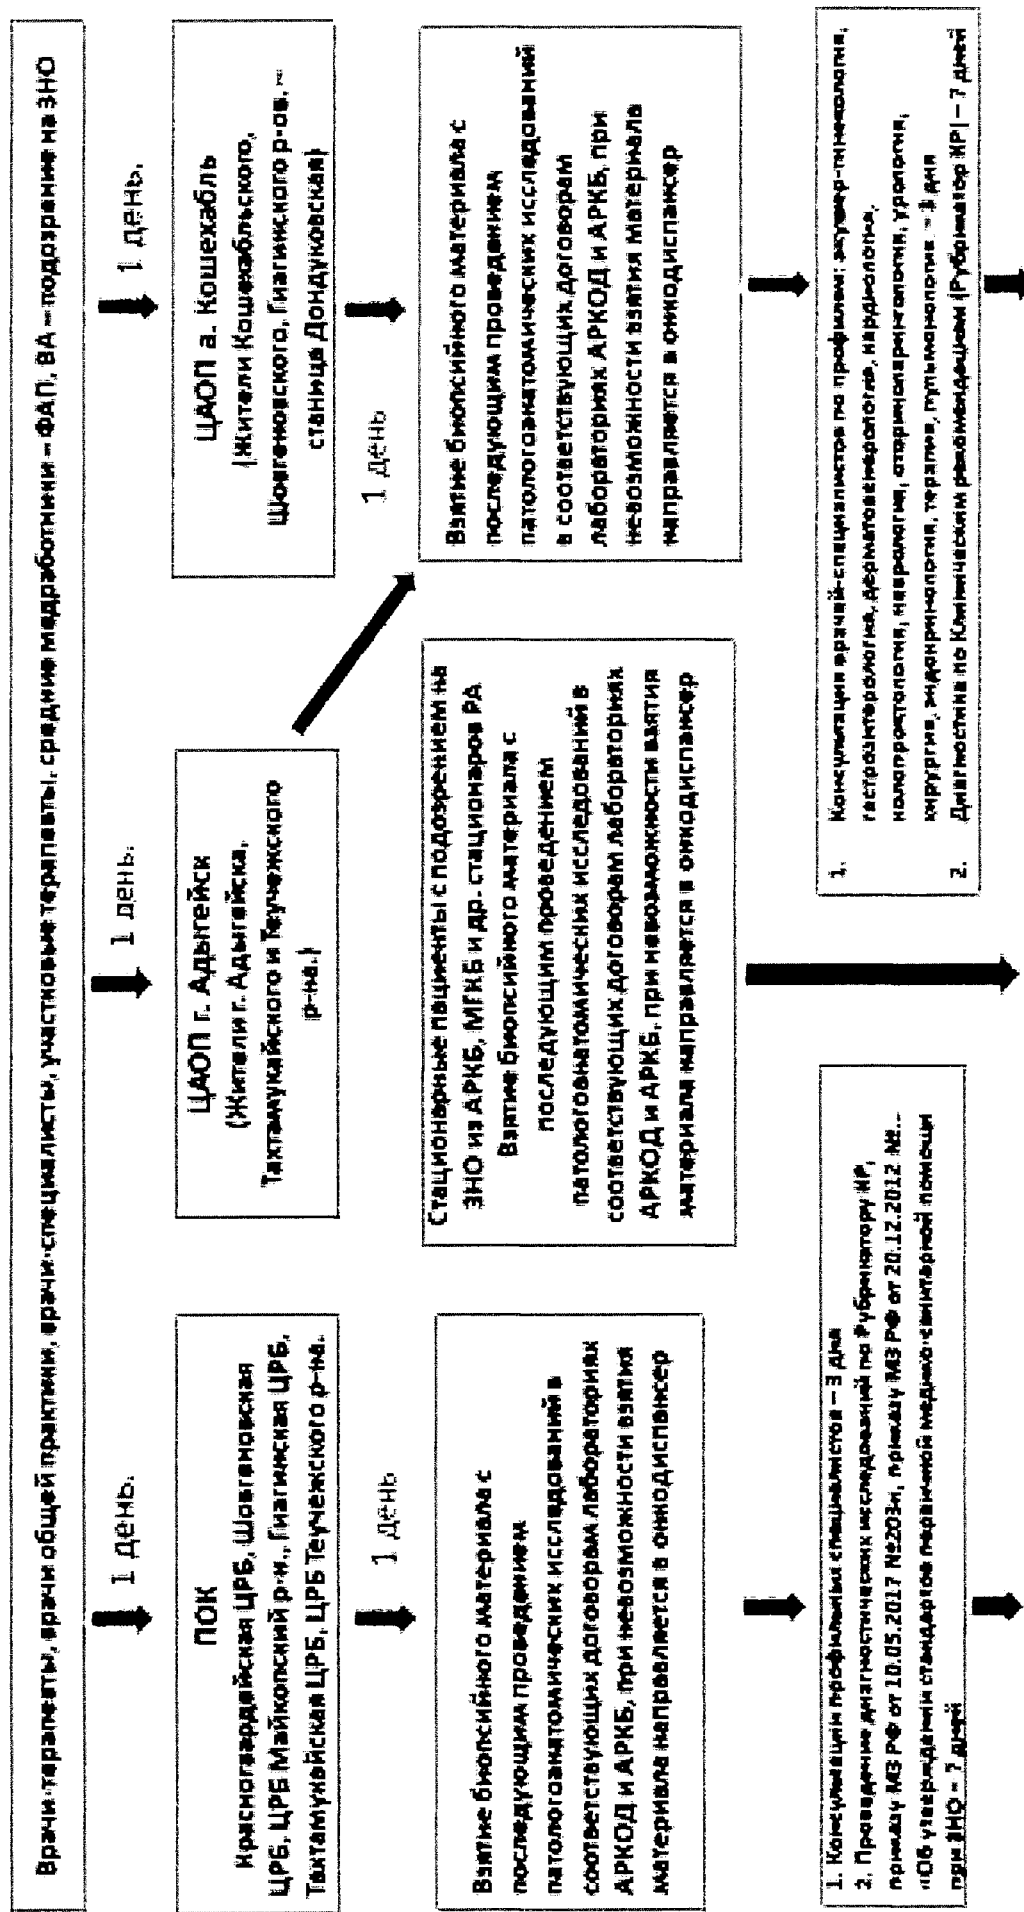 Врачи-терапевты, врачи общей практики, врачи-специалисты, участковые терапевты, средние медработники – ФАП, ВА – подозрение на ЗНО
1 день.
1 день.
1 день.
ПОК
Красногвардейская ЦРБ, Шовгеновская
ЦРБ, ЦРБ Майкопский р-н., Гиагинская ЦРБ,
Тахтамукайская ЦРБ, ЦРБ Теучежского р-на.
ЦАОП г. Адыгейск
(Жители г. Адыгейска,
Тахтамукайского и Теучежского
р-на.)
ЦАОП а. Кошехабль
(Жители Кошехабльского,
Шовгеновского, Гиагинского р-ов. –
станица Дондуковская)
1 день
1 день
Взятие биопсийного материала с
последующим проведением
патологоанатомических исследований в
соответствующих договорам лабораториях
АРКОД и АРКБ, при невозможности взятия
материала направляется в онкодиспансер
Стационарные пациенты с подозрением на
ЗНО из АРКБ, МГКБ и др. стационаров РА
Взятие биопсийного материала с
последующим проведением
патологоанатомических исследований в
соответствующих договорам лабораториях
АРКОД и АРКБ, при невозможности взятия
материала направляется в онкодиспансер
Взятие биопсийного материала с
последующим проведением
патологоанатомических исследований
в соответствующих договорам
лабораториях АРКОД и АРКБ, при
невозможности взятия материала
направляется в онкодиспансер
1. Консультации профильных специалистов – 3 дня
2. Проведение диагностических исследований по Рубрикатору КР,
приказу МЗ РФ от 10.05.2017 №203н, приказу МЗ РФ от 20.12.2012 №...
«Об утверждении стандартов первичной медико-санитарной помощи
при ЗНО – 7 дней
1. Консультация врачей-специалистов по профилям: акушер-гинекология,
гастроэнтерология, дерматовенерология, кардиология,
колопроктология, неврология, оториноларингология, урология,
хирургия, эндокринология, терапия, пульмонология – 3 дня
2. Диагностика по Клиническим рекомендациям (Рубрикатор КР) – 7 дней